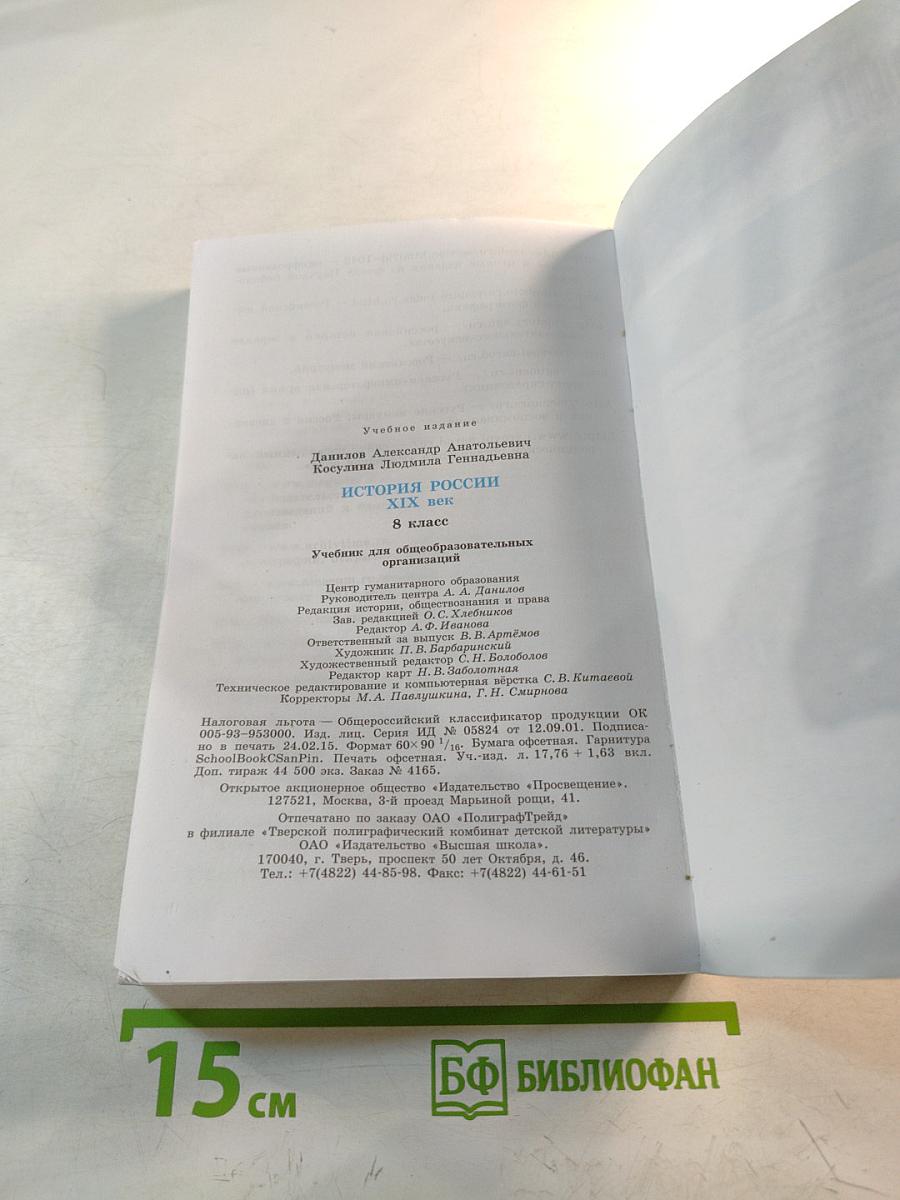 Учебное издание
Данилов Александр Анатольевич
Косулина Людмила Геннадьевна
ИСТОРИЯ РОССИИ
XIX век
8 класс
Учебник для общеобразовательных
организаций
Центр гуманитарного образования
Руководитель центра А. А. Данилов
Редакция истории, обществознания и права
Зав. редакцией О. С. Хлебников
Редактор А. Ф. Иванова
Ответственный за выпуск В. В. Артёмов
Художник П. В. Барбаринский
Художественный редактор С. Н. Болоболов
Редактор карт Н. В. Заболотная
Техническое редактирование и компьютерная вёрстка С. В. Китаевой
Корректоры М. А. Павлушкина, Г. Н. Смирнова
Налоговая льгота — Общероссийский классификатор продукции ОК
005-93—953000. Изд. лиц. Серия ИД № 05824 от 12.09.01. Подписа-
но в печать 24.02.15. Формат 60×90 1/16. Бумага офсетная. Гарнитура
SchoolBookCSanPin. Печать офсетная. Уч.-изд. л. 17,76 + 1,63 вкл.
Доп. тираж 44 500 экз. Заказ № 4165.
Открытое акционерное общество «Издательство «Просвещение».
127521, Москва, 3-й проезд Марьиной рощи, 41.
Отпечатано по заказу ОАО «ПолиграфТрейд»
в филиале «Тверской полиграфический комбинат детской литературы»
ОАО «Издательство «Высшая школа».
170040, г. Тверь, проспект 50 лет Октября, д. 46.
Тел.: +7(4822) 44-85-98. Факс: +7(4822) 44-61-51
15 см
БФ БИБЛИОФАН